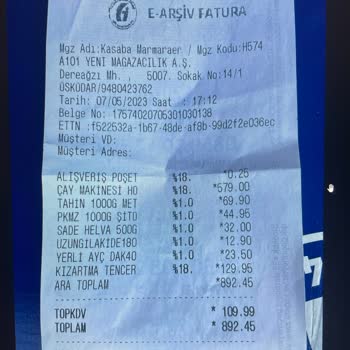 E-ARŞİV FATURA
Mgz Adı:Kasaba Marmaraer / Mgz Kodu:H574
A101 YENİ MAGAZACILIK A.Ş.
Dereağzı Mh. , 5007. Sokak No:14/1
ÜSKÜDAR/9480423762
Tarih: 07/05/2023 Saat : 17:12
Belge No: 1757402070530103013​8
ETTN :f522532a-1b67-48de-af8b-99d2f2e036ec
Müşteri VD:
Müşteri Adres:
ALIŞVERİŞ POŞET %18. *0.25
ÇAY MAKİNESİ HO %18. *579.00
TAHİN 1000G MET %1.0 *69.90
PKMZ 1000G ŞITD %1.0 *44.95
SADE HELVA 500G %1.0 *32.00
UZUNGILAKIDE180 %1.0 *12.90
YERLİ AYÇ DAK40 %1.0 *23.50
KIZARTMA TENCER %18. *129.95
ARA TOPLAM *892.45
TOPKDV * 109.99
TOPLAM * 892.45